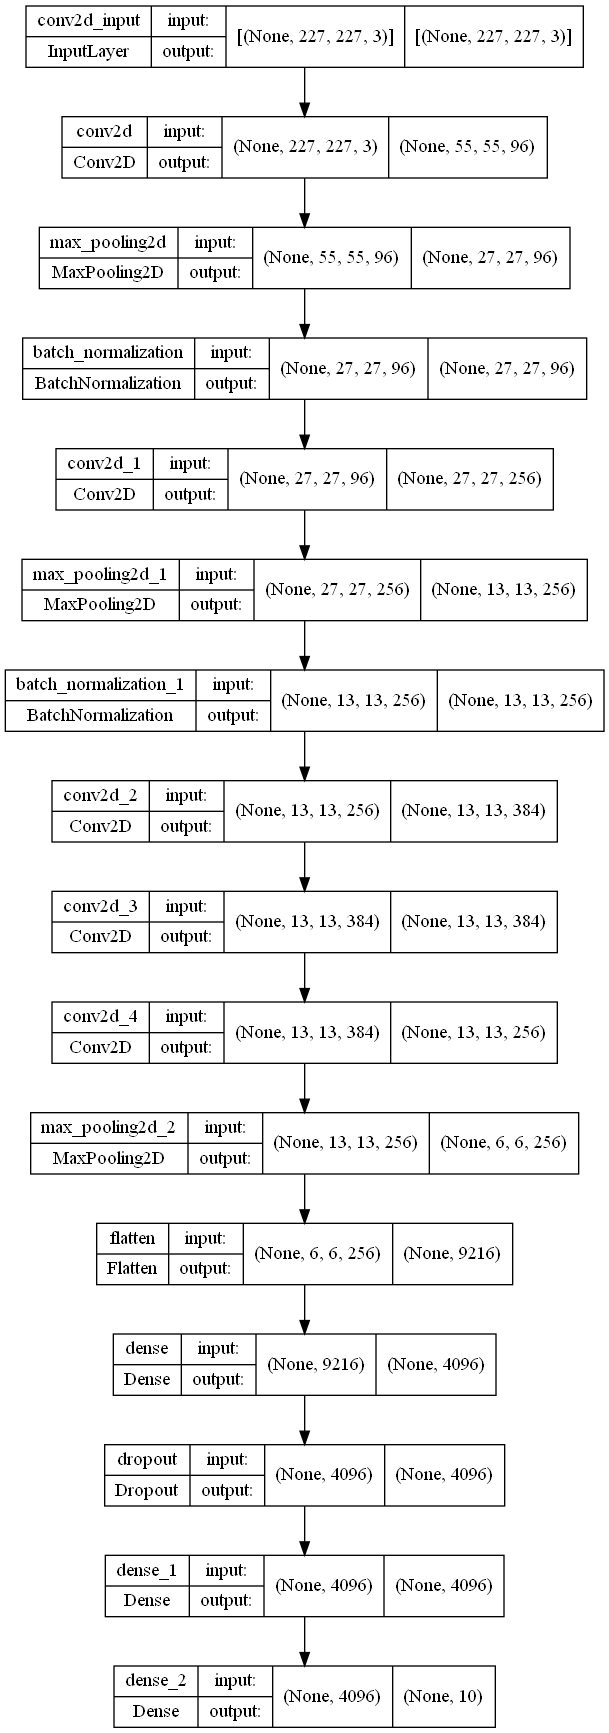 conv2d_input input: [(None, 227, 227, 3)] [(None, 227, 227, 3)]
InputLayer output:
conv2d input: (None, 227, 227, 3) (None, 55, 55, 96)
Conv2D output:
max_pooling2d input: (None, 55, 55, 96) (None, 27, 27, 96)
MaxPooling2D output:
batch_normalization input: (None, 27, 27, 96) (None, 27, 27, 96)
BatchNormalization output:
conv2d_1 input: (None, 27, 27, 96) (None, 27, 27, 256)
Conv2D output:
max_pooling2d_1 input: (None, 27, 27, 256) (None, 13, 13, 256)
MaxPooling2D output:
batch_normalization_1 input: (None, 13, 13, 256) (None, 13, 13, 256)
BatchNormalization output:
conv2d_2 input: (None, 13, 13, 256) (None, 13, 13, 384)
Conv2D output:
conv2d_3 input: (None, 13, 13, 384) (None, 13, 13, 384)
Conv2D output:
conv2d_4 input: (None, 13, 13, 384) (None, 13, 13, 256)
Conv2D output:
max_pooling2d_2 input: (None, 13, 13, 256) (None, 6, 6, 256)
MaxPooling2D output:
flatten input: (None, 6, 6, 256) (None, 9216)
Flatten output:
dense input: (None, 9216) (None, 4096)
Dense output:
dropout input: (None, 4096) (None, 4096)
Dropout output:
dense_1 input: (None, 4096) (None, 4096)
Dense output:
dense_2 input: (None, 4096) (None, 10)
Dense output: